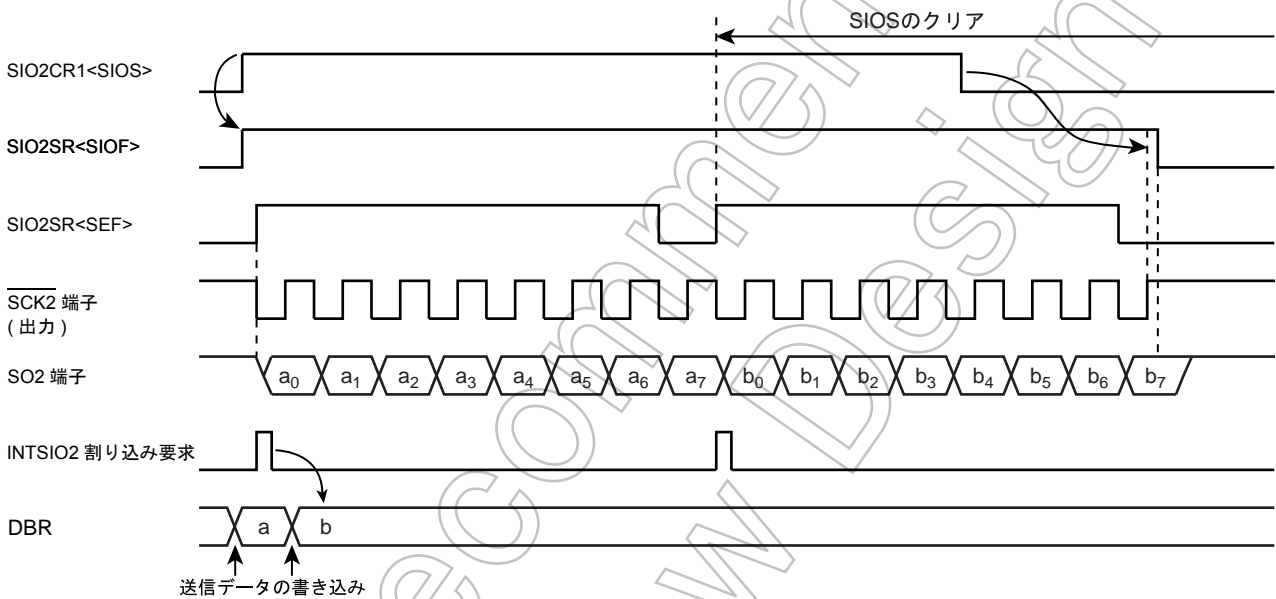 SIOSのクリア
SIO2CR1<SIOS>
SIO2SR<SIOF>
SIO2SR<SEF>
SCK2 端子
( 出力 )
SO2 端子
a0 a1 a2 a3 a4 a5 a6 a7 b0 b1 b2 b3 b4 b5 b6 b7
INTSIO2 割り込み要求
DBR
a b
送信データの書き込み
ecommen
w Design